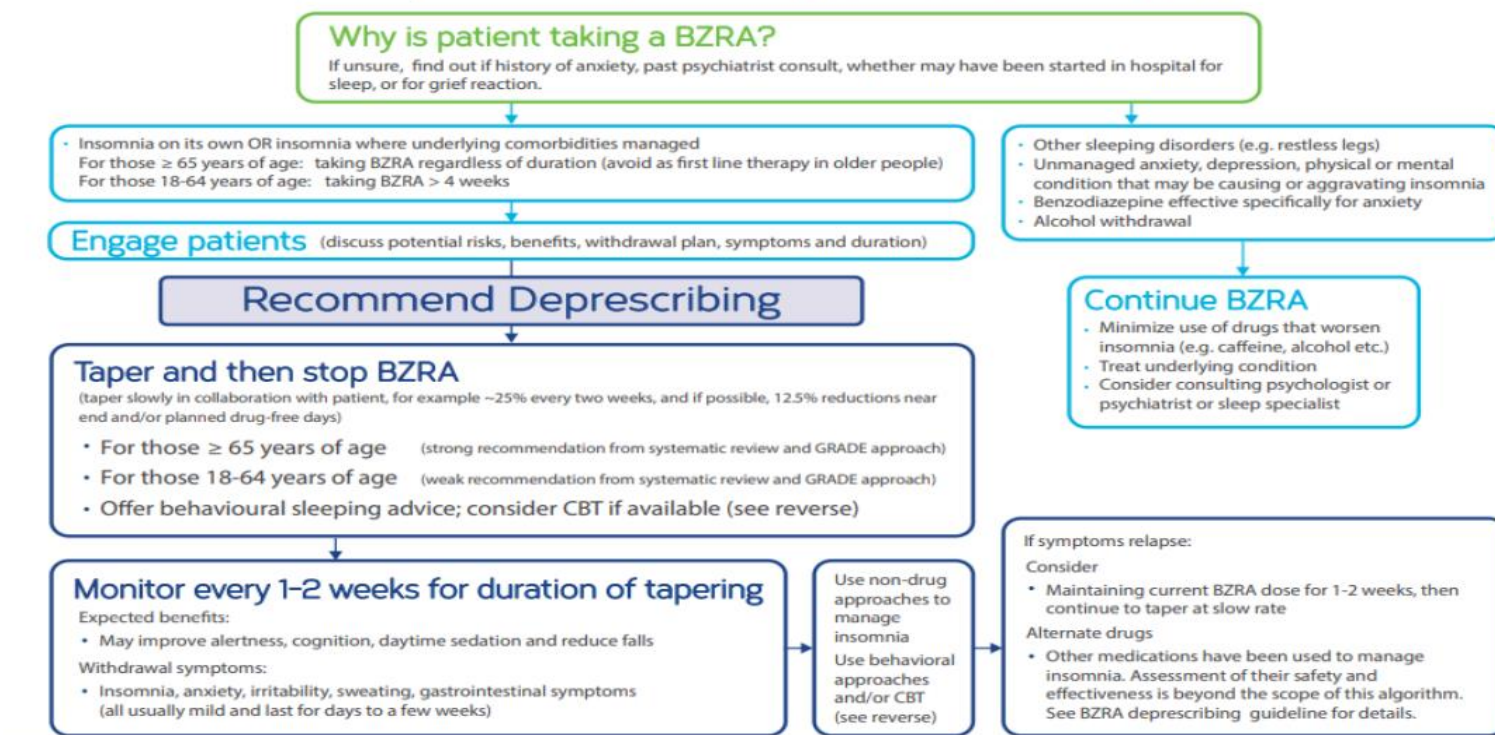 Why is patient taking a BZRA?
If unsure, find out if history of anxiety, past psychiatrist consult, whether may have been started in hospital for
sleep, or for grief reaction.
• Insomnia on its own OR insomnia where underlying comorbidities managed
For those ≥ 65 years of age: taking BZRA regardless of duration (avoid as first line therapy in older people)
For those 18-64 years of age: taking BZRA > 4 weeks
• Other sleeping disorders (e.g. restless legs)
• Unmanaged anxiety, depression, physical or mental
condition that may be causing or aggravating insomnia
• Benzodiazepine effective specifically for anxiety
• Alcohol withdrawal
Engage patients (discuss potential risks, benefits, withdrawal plan, symptoms and duration)
Recommend Deprescribing
Continue BZRA
• Minimize use of drugs that worsen
insomnia (e.g. caffeine, alcohol etc.)
• Treat underlying condition
• Consider consulting psychologist or
psychiatrist or sleep specialist
Taper and then stop BZRA
(taper slowly in collaboration with patient, for example ~25% every two weeks, and if possible, 12.5% reductions near
end and/or planned drug-free days)
• For those ≥ 65 years of age (strong recommendation from systematic review and GRADE approach)
• For those 18-64 years of age (weak recommendation from systematic review and GRADE approach)
• Offer behavioural sleeping advice; consider CBT if available (see reverse)
Monitor every 1-2 weeks for duration of tapering
Expected benefits:
• May improve alertness, cognition, daytime sedation and reduce falls
Withdrawal symptoms:
• Insomnia, anxiety, irritability, sweating, gastrointestinal symptoms
(all usually mild and last for days to a few weeks)
Use non-drug
approaches to
manage
insomnia
Use behavioral
approaches
and/or CBT
(see reverse)
If symptoms relapse:
Consider
• Maintaining current BZRA dose for 1-2 weeks, then
continue to taper at slow rate
Alternate drugs
• Other medications have been used to manage
insomnia. Assessment of their safety and
effectiveness is beyond the scope of this algorithm.
See BZRA deprescribing guideline for details.